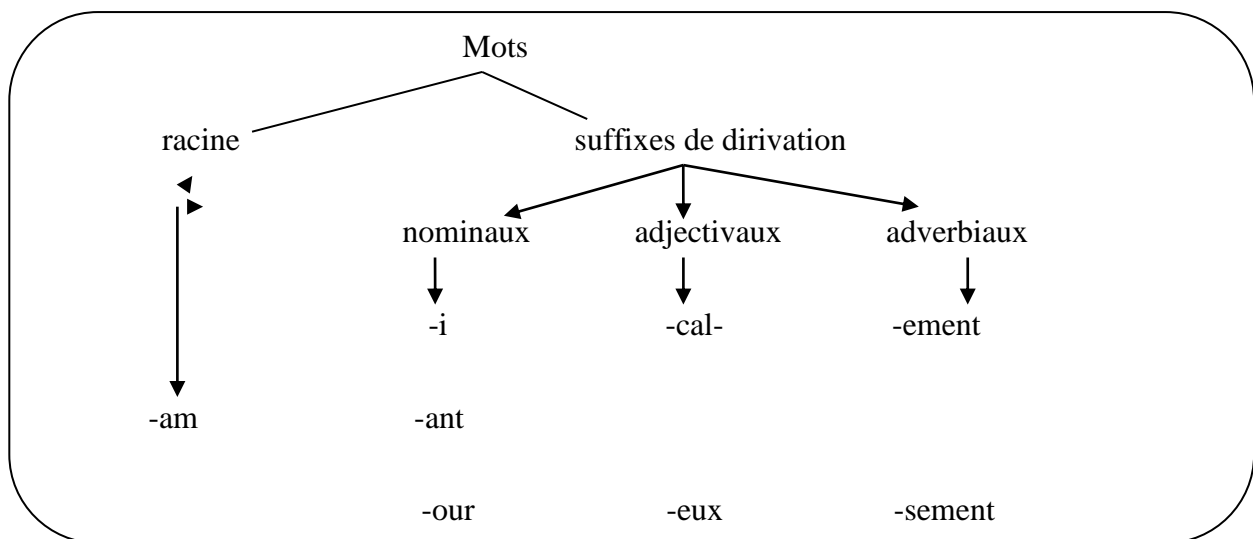 Mots
racine suffixes de dirivation
nominaux adjectivaux adverbiaux
-i -cal- -ement
-am -ant
-our -eux -sement